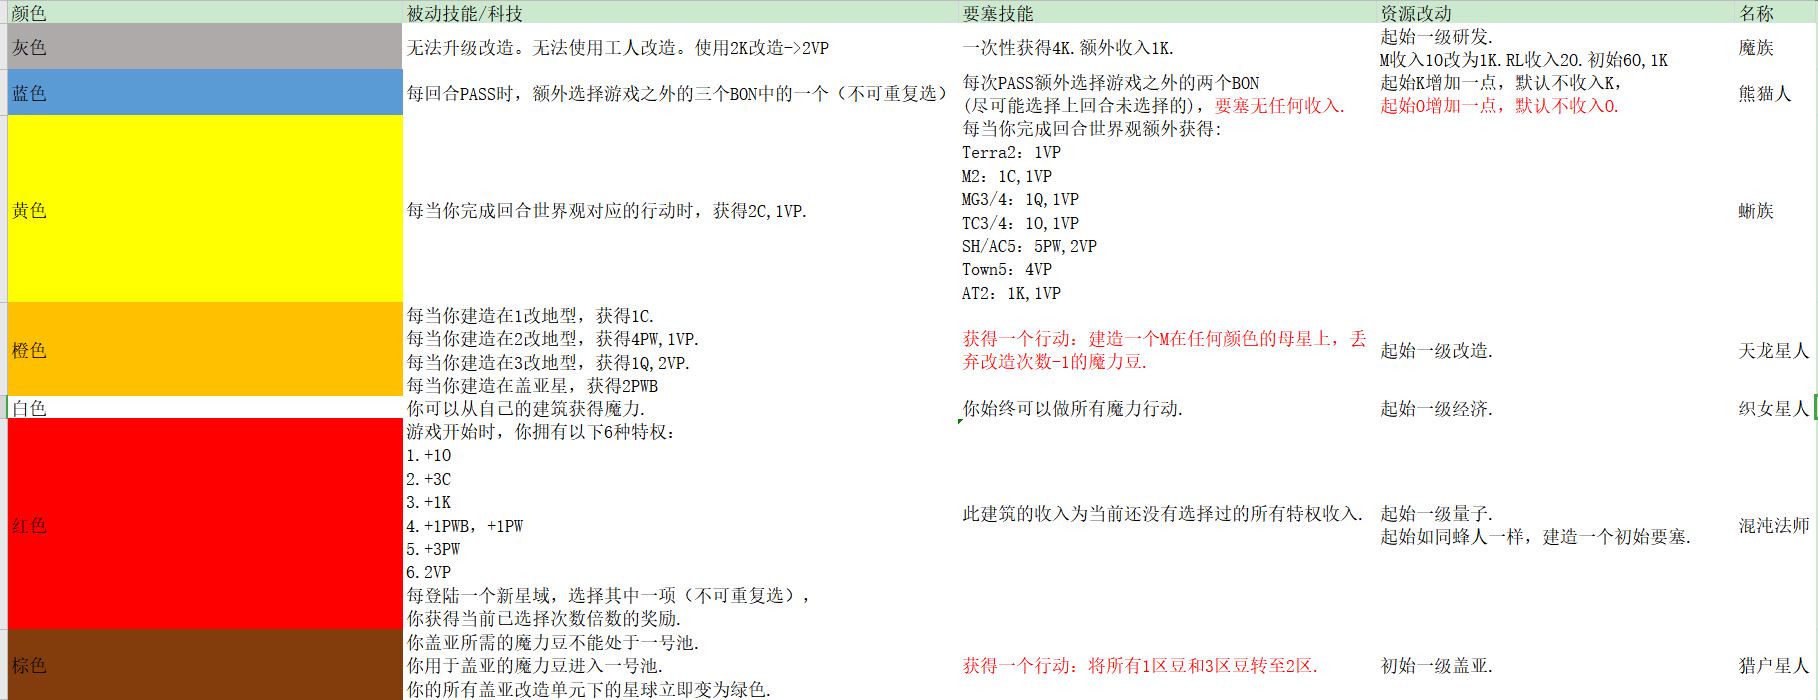 颜色 被动技能/科技 要塞技能 资源改动 名称
灰色
无法升级改造。无法使用工人改造。使用2K改造->2VP
一次性获得4K.额外收入1K.
起始一级研发.
M收入10改为1K.RL收入20.初始60,1K
魔族
蓝色
每回合PASS时，额外选择游戏之外的三个BON中的一个（不可重复选）
每次PASS额外选择游戏之外的两个BON
(尽可能选择上回合未选择的)，要塞无任何收入.
起始K增加一点，默认不收入K，
起始O增加一点，默认不收入O.
熊猫人
黄色
每当你完成回合世界观对应的行动时，获得2C,1VP.
每当你完成回合世界观额外获得:
Terra2: 1VP
M2: 1C,1VP
MG3/4: 1Q,1VP
TC3/4: 1O,1VP
SH/AC5: 5PW,2VP
Town5: 4VP
AT2: 1K,1VP
蜥族
橙色
每当你建造在1改地型，获得1C.
每当你建造在2改地型，获得4PW,1VP.
每当你建造在3改地型，获得1Q,2VP.
每当你建造在盖亚星，获得2PWB
获得一个行动: 建造一个M在任何颜色的母星上，丢
弃改造次数-1的魔力豆.
起始一级改造.
天龙星人
白色
你可以从自己的建筑获得魔力.
你始终可以做所有魔力行动.
起始一级经济.
织女星人
红色
游戏开始时，你拥有以下6种特权:
1.+1O
2.+3C
3.+1K
4.+1PWB，+1PW
5.+3PW
6.2VP
每登陆一个新星域，选择其中一项（不可重复选），
你获得当前已选择次数倍数的奖励.
此建筑的收入为当前还没有选择过的所有特权收入.
起始一级量子.
起始如同蜂人一样，建造一个初始要塞.
混沌法师
棕色
你盖亚所需的魔力豆不能处于一号池.
你用于盖亚的魔力豆进入一号池.
你的所有盖亚改造单元下的星球立即变为绿色.
获得一个行动: 将所有1区豆和3区豆转至2区.
初始一级盖亚.
猎户星人